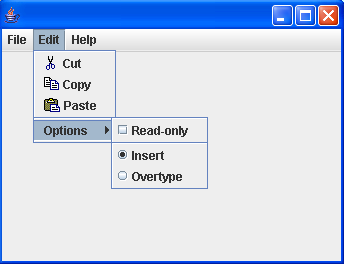 File Edit Help
Cut
Copy
Paste
Options
Read-only
Insert
Overtype